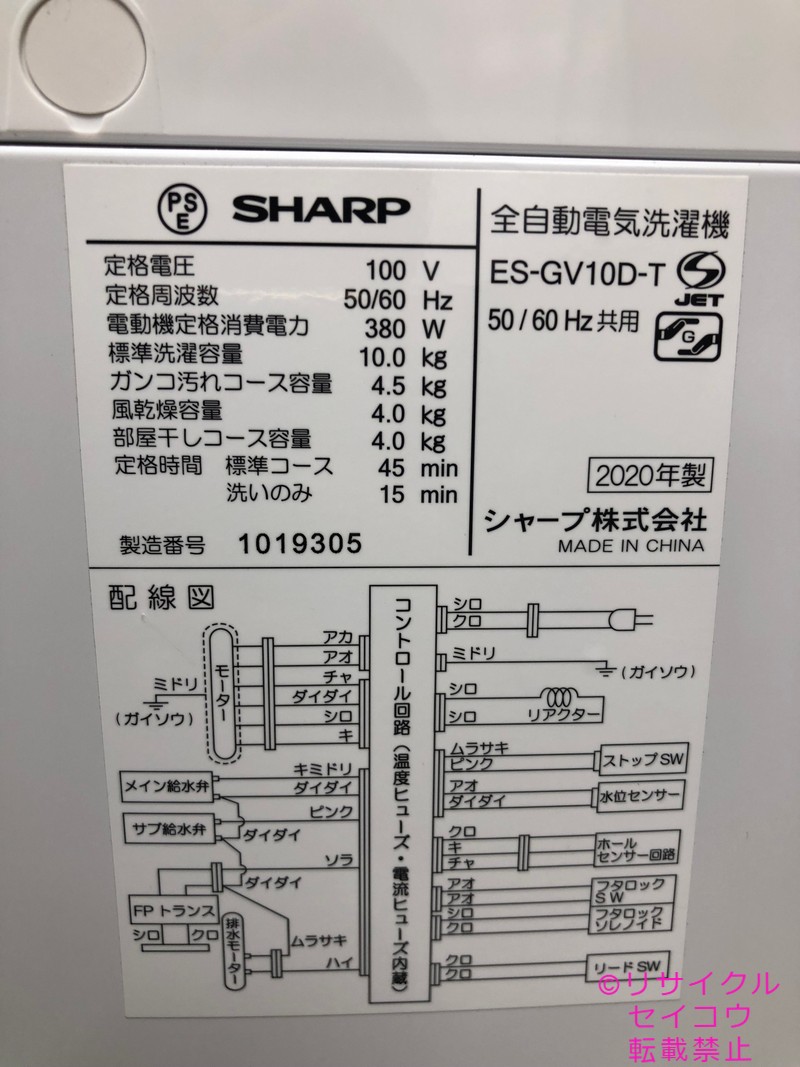 PSE SHARP
定格電圧 100 V
定格周波数 50/60 Hz
電動機定格消費電力 380 W
標準洗濯容量 10.0 kg
ガンコ汚れコース容量 4.5 kg
風乾燥容量 4.0 kg
部屋干しコース容量 4.0 kg
定格時間 標準コース 45 min
洗いのみ 15 min
製造番号 1019305
全自動電気洗濯機
ES-GV10D-T
JET
50/60 Hz共用
G
2020年製
シャープ株式会社
MADE IN CHINA
配線図
モーター
ミドリ
(ガイソウ)
アカ
アオ
チャ
ダイダイ
シロ
キ
メイン給水弁
キミドリ
ダイダイ
サブ給水弁
ピンク
ダイダイ
ソラ
ダイダイ
FPトランス
シロ クロ
排水モーター
ムラサキ
ハイ
コントロール回路(温度ヒューズ・電流ヒューズ内蔵)
シロ
クロ
ミドリ
(ガイソウ)
シロ
シロ
リアクター
ムラサキ
ピンク
ストップSW
アオ
ダイダイ
水位センサー
クロ
キ
チャ
ホール
センサー回路
アオ
アオ
フタロック
SW
シロ
クロ
フタロック
ソレノイド
クロ
クロ
リードSW
©リサイクル
セイコウ
転載禁止